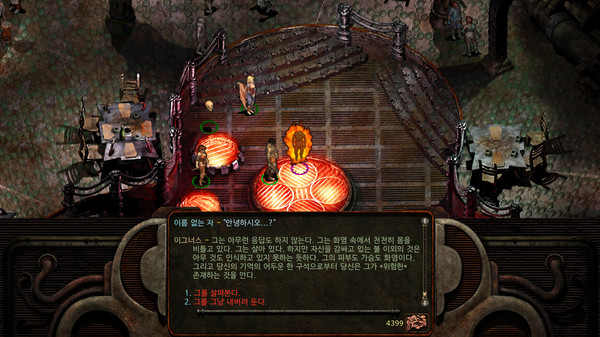 이름 없는 자 - "안녕하시오...?"
이그너스 - 그는 아무런 응답도 하지 않는다. 그는 화염 속에서 천천히 몸을
비틀고 있다. 그는 살아 있다, 하지만 자신을 감싸고 있는 불 이외의 것은
아무 것도 인식하고 있지 못하는 듯하다. 그의 피부도 가슴도 화염이다,
그리고 당신의 기억의 어두운 한 구석으로부터 당신은 그가 *위험한*
존재하는 것을 안다.
1. 그를 살펴본다.
2. 그를 그냥 내버려 둔다.
4399